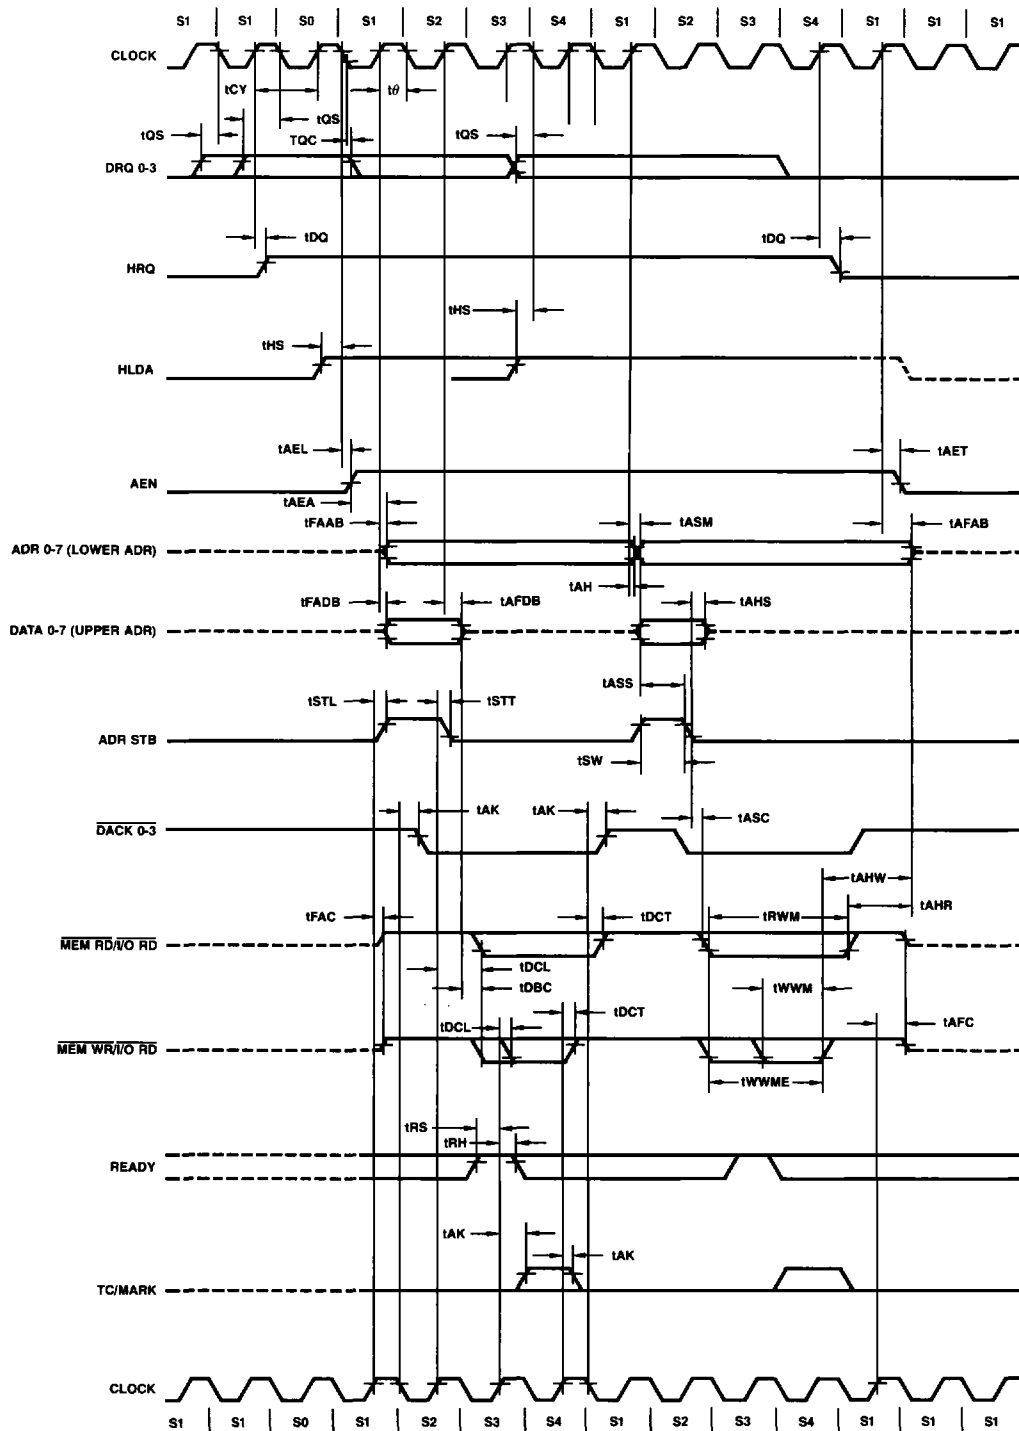 S1 S1 S0 S1 S2 S3 S4 S1 S2 S3 S4 S1 S1 S1
CLOCK
tCY tθ
tQS
tQS TQC tQS
DRQ 0-3
tDQ tDQ
HRQ
tHS
tHS
HLDA
tAEL tAET
AEN
tAEA
tFAAB tASM tAFAB
ADR 0-7 (LOWER ADR)
tAH
tFADB tAFDB tAHS
DATA 0-7 (UPPER ADR)
tASS
tSTL tSTT
ADR STB
tSW
tAK tAK tASC
DACK 0-3
tAHW
tFAC tDCT tRWM tAHR
MEM RD/I/O RD
tDCL
tDBC tWWM
tDCL tDCT tAFC
MEM WR/I/O RD
tWWME
tRS
tRH
READY
tAK
tAK
TC/MARK
CLOCK
S1 S1 S0 S1 S2 S3 S4 S1 S2 S3 S4 S1 S1 S1